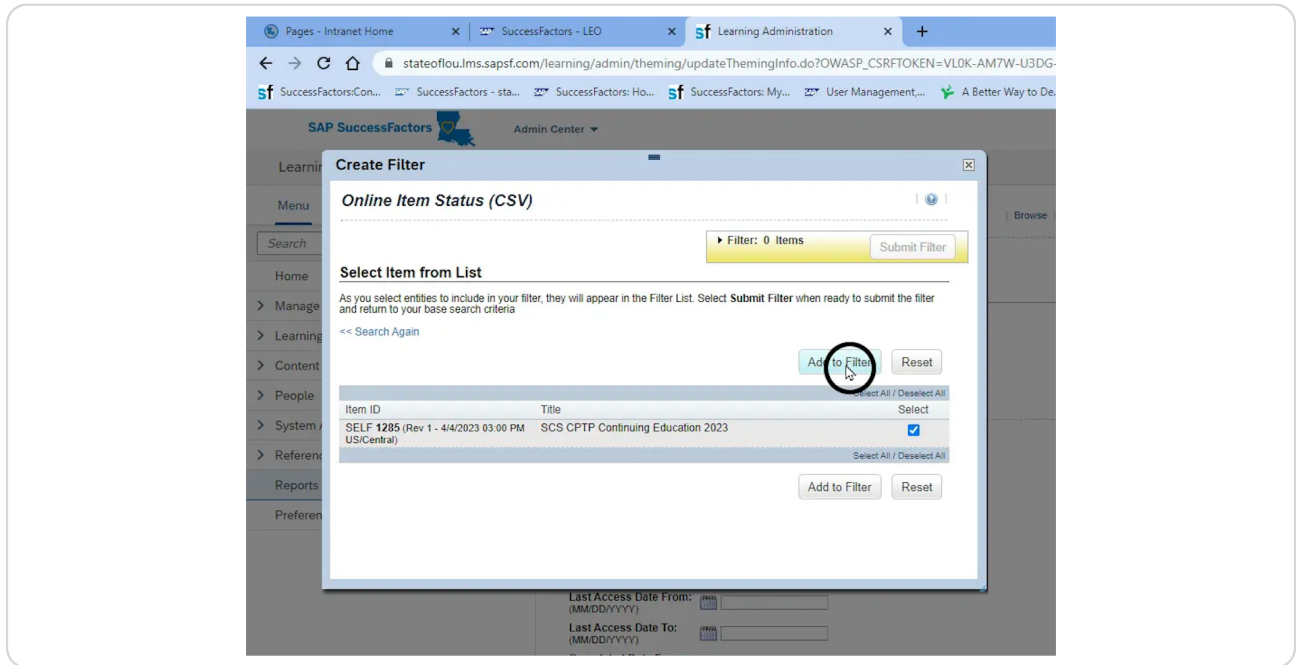 Pages - Intranet Home
SuccessFactors - LEO
Learning Administration
stateoflou.lms.sapsf.com/learning/admin/theming/updateThemingInfo.do?OWASP_CSRFTOKEN=VL0K-AM7W-U3DG-
SuccessFactors:Con... SuccessFactors - sta... SuccessFactors: Ho... SuccessFactors: My... User Management,... A Better Way to De.
SAP SuccessFactors
Admin Center
Create Filter
Menu
Browse
Search
Home
Manage
Learning
Content
People
System
Reports
Online Item Status (CSV)
Filter: 0 Items
Submit Filter
Select Item from List
As you select entities to include in your filter, they will appear in the Filter List. Select Submit Filter when ready to submit the filter
and return to your base search criteria
<< Search Again
Add to Filter Reset
Select All / Deselect All
Item ID Title Select
SELF 1285 (Rev 1 - 4/4/2023 03:00 PM SCS CPTP Continuing Education 2023
US/Central)
Select All / Deselect All
Add to Filter Reset
Last Access Date From:
(MM/DD/YYYY)
Last Access Date To:
(MM/DD/YYYY)